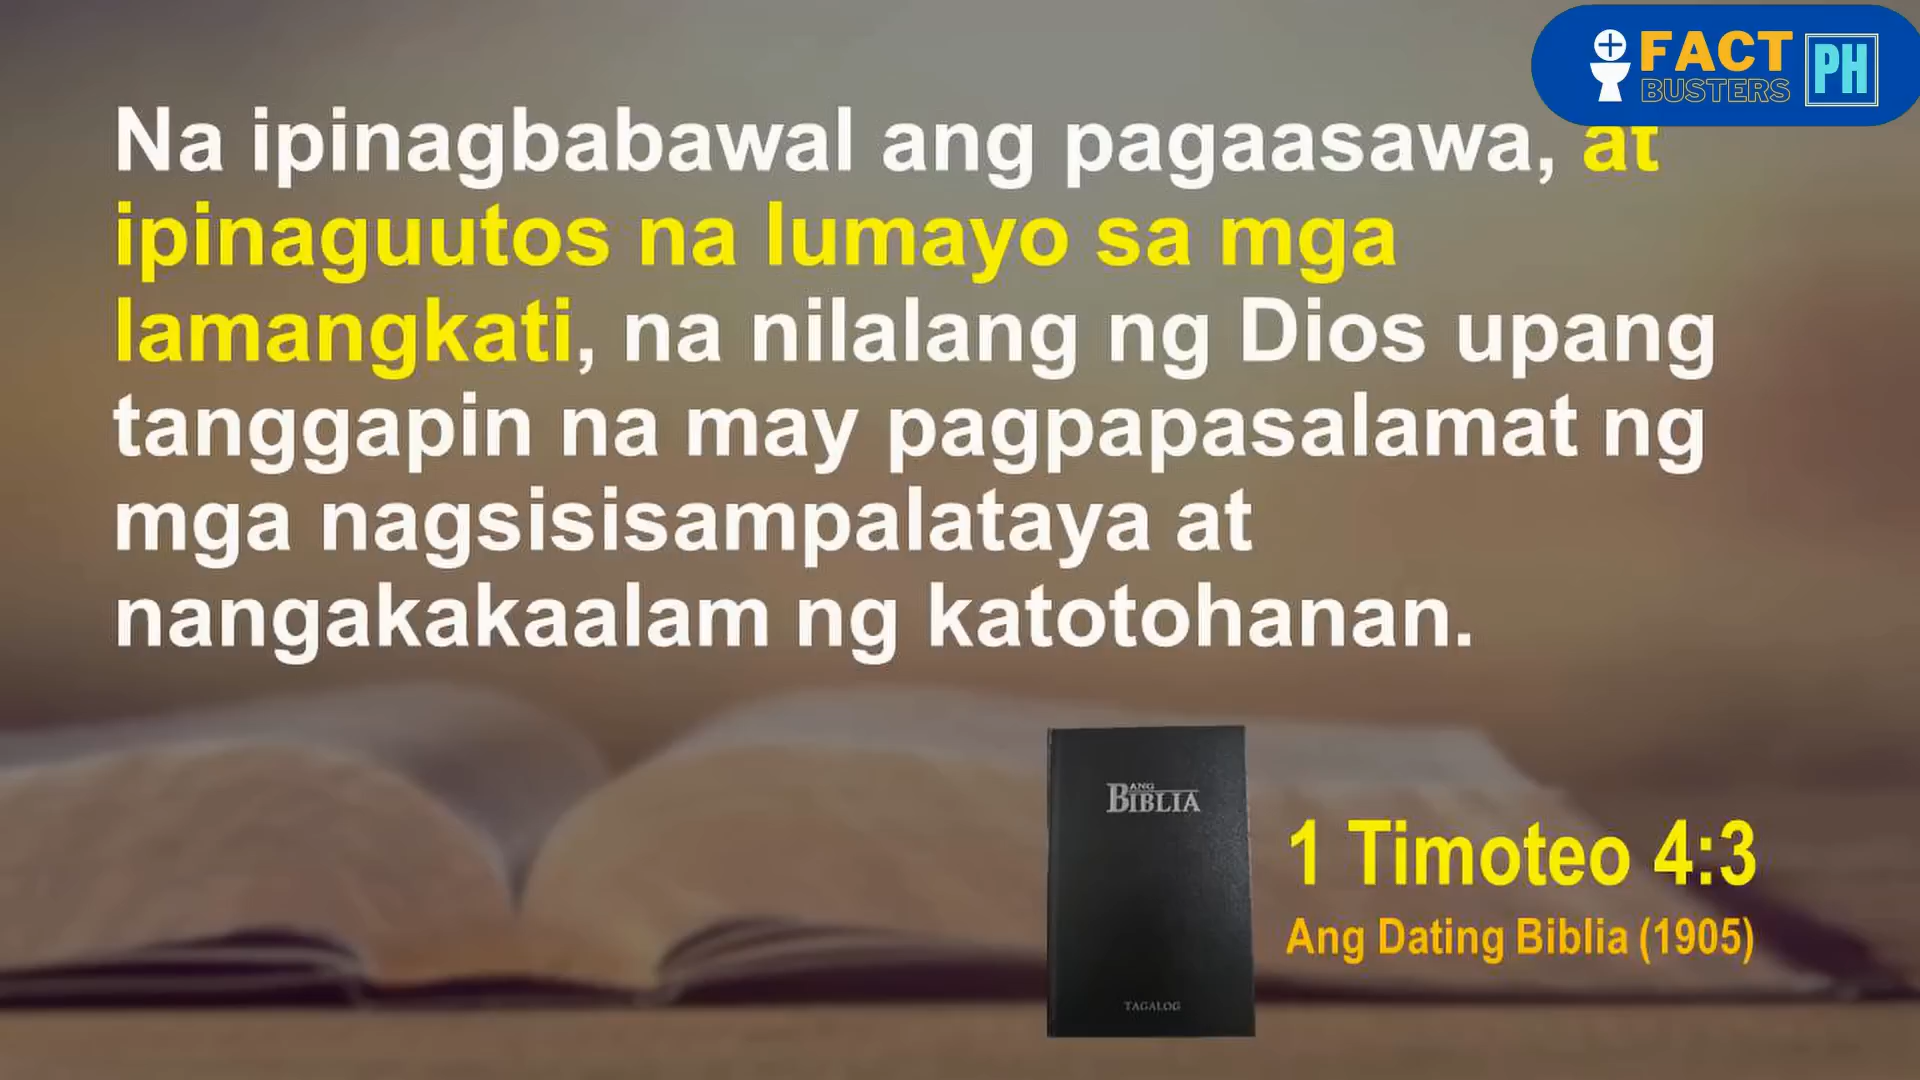 FACT
BUSTERS
PH
Na ipinagbabawal ang pagaasawa, at
ipinaguutos na lumayo sa mga
lamangkati, na nilalang ng Dios upang
tanggapin na may pagpapasalamat ng
mga nagsisisampalataya at
nangakakaalam ng katotohanan.
ANG
BIBLIA
TAGALOG
1 Timoteo 4:3
Ang Dating Biblia (1905)